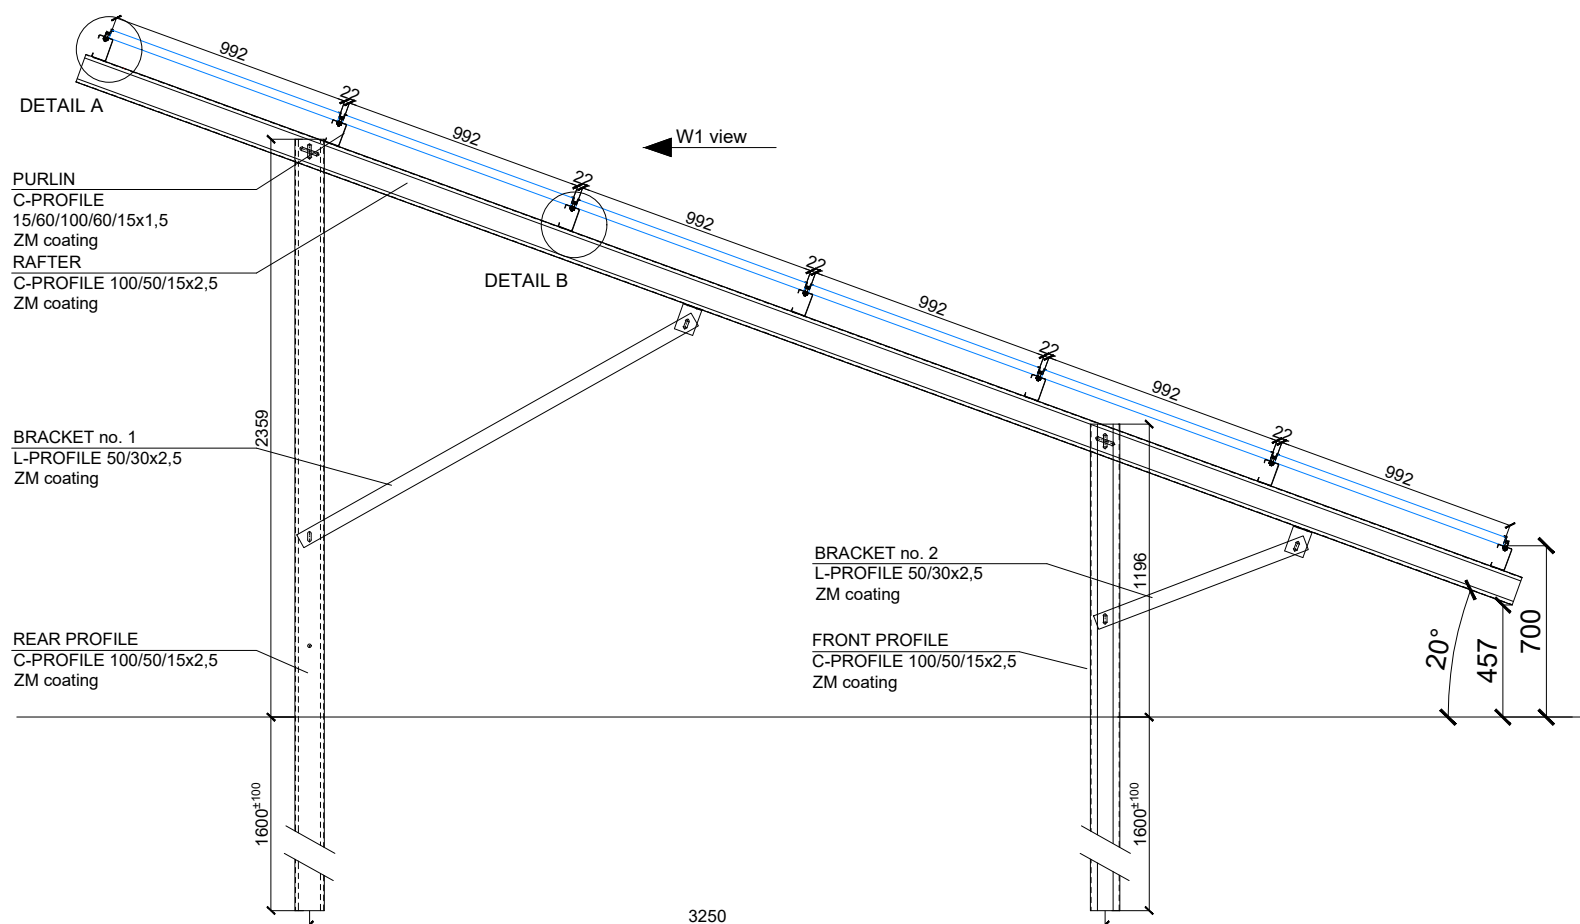 992
22
DETAIL A
992
W1 view
PURLIN
C-PROFILE
15/60/100/60/15x1,5
ZM coating
RAFTER
C-PROFILE 100/50/15x2,5
ZM coating
22
992
DETAIL B
22
992
22
992
22
992
2359
BRACKET no. 1
L-PROFILE 50/30x2,5
ZM coating
BRACKET no. 2
L-PROFILE 50/30x2,5
ZM coating
1196
REAR PROFILE
C-PROFILE 100/50/15x2,5
ZM coating
FRONT PROFILE
C-PROFILE 100/50/15x2,5
ZM coating
20°
457
700
1600±100
1600±100
3250